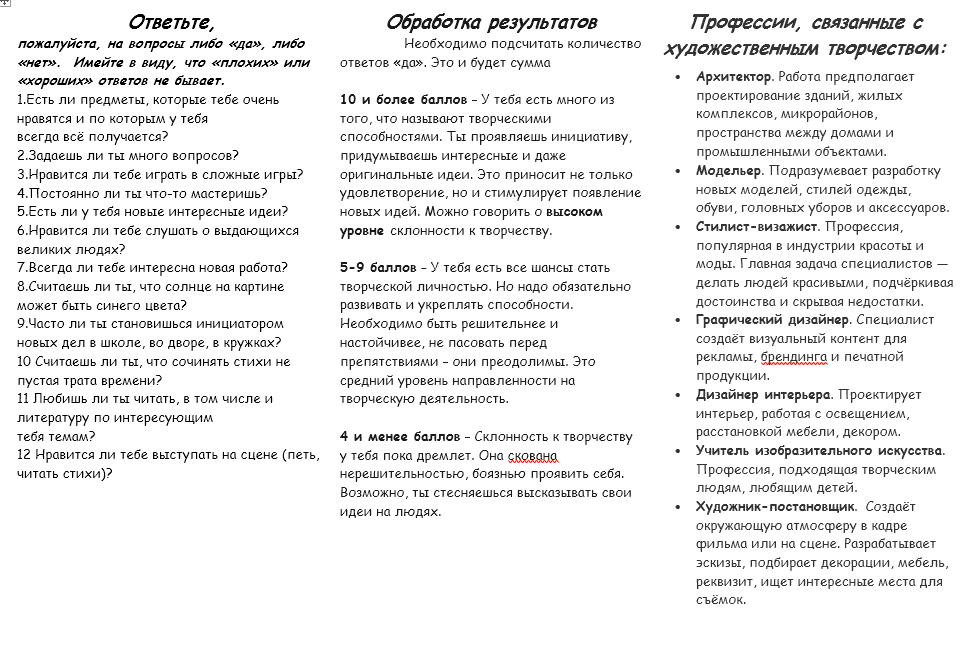 Ответьте,
пожалуйста, на вопросы либо «да», либо
«нет». Имейте в виду, что «плохих» или
«хороших» ответов не бывает.
1.Есть ли предметы, которые тебе очень
нравятся и по которым у тебя
всегда всё получается?
2.Задаешь ли ты много вопросов?
3.Нравится ли тебе играть в сложные игры?
4.Постоянно ли ты что-то мастеришь?
5.Есть ли у тебя новые интересные идеи?
6.Нравится ли тебе слушать о выдающихся
великих людях?
7.Всегда ли тебе интересна новая работа?
8.Считаешь ли ты, что солнце на картине
может быть синего цвета?
9.Часто ли ты становишься инициатором
новых дел в школе, во дворе, в кружках?
10 Считаешь ли ты, что сочинять стихи не
пустая трата времени?
11 Любишь ли ты читать, в том числе и
литературу по интересующим
тебя темам?
12 Нравится ли тебе выступать на сцене (петь,
читать стихи)?
Обработка результатов
Необходимо подсчитать количество
ответов «да». Это и будет сумма
10 и более баллов – У тебя есть много из
того, что называют творческими
способностями. Ты проявляешь инициативу,
придумываешь интересные и даже
оригинальные идеи. Это приносит не только
удовлетворение, но и стимулирует появление
новых идей. Можно говорить о высоком
уровне склонности к творчеству.
5-9 баллов – У тебя есть все шансы стать
творческой личностью. Но надо обязательно
развивать и укреплять способности.
Необходимо быть решительнее и
настойчивее, не пасовать перед
препятствиями – они преодолимы. Это
средний уровень направленности на
творческую деятельность.
4 и менее баллов – Склонность к творчеству
у тебя пока дремлет. Она скована
нерешительностью, боязнью проявить себя.
Возможно, ты стесняешься высказывать свои
идеи на людях.
Профессии, связанные с
художественным творчеством:
• Архитектор. Работа предполагает
проектирование зданий, жилых
комплексов, микрорайонов,
пространства между домами и
промышленными объектами.
• Модельер. Подразумевает разработку
новых моделей, стилей одежды,
обуви, головных уборов и аксессуаров.
• Стилист-визажист. Профессия,
популярная в индустрии красоты и
моды. Главная задача специалистов —
делать людей красивыми, подчёркивая
достоинства и скрывая недостатки.
• Графический дизайнер. Специалист
создаёт визуальный контент для
рекламы, брендинга и печатной
продукции.
• Дизайнер интерьера. Проектирует
интерьер, работая с освещением,
расстановкой мебели, декором.
• Учитель изобразительного искусства.
Профессия, подходящая творческим
людям, любящим детей.
• Художник-постановщик. Создаёт
окружающую атмосферу в кадре
фильма или на сцене. Разрабатывает
эскизы, подбирает декорации, мебель,
реквизит, ищет интересные места для
съёмок.